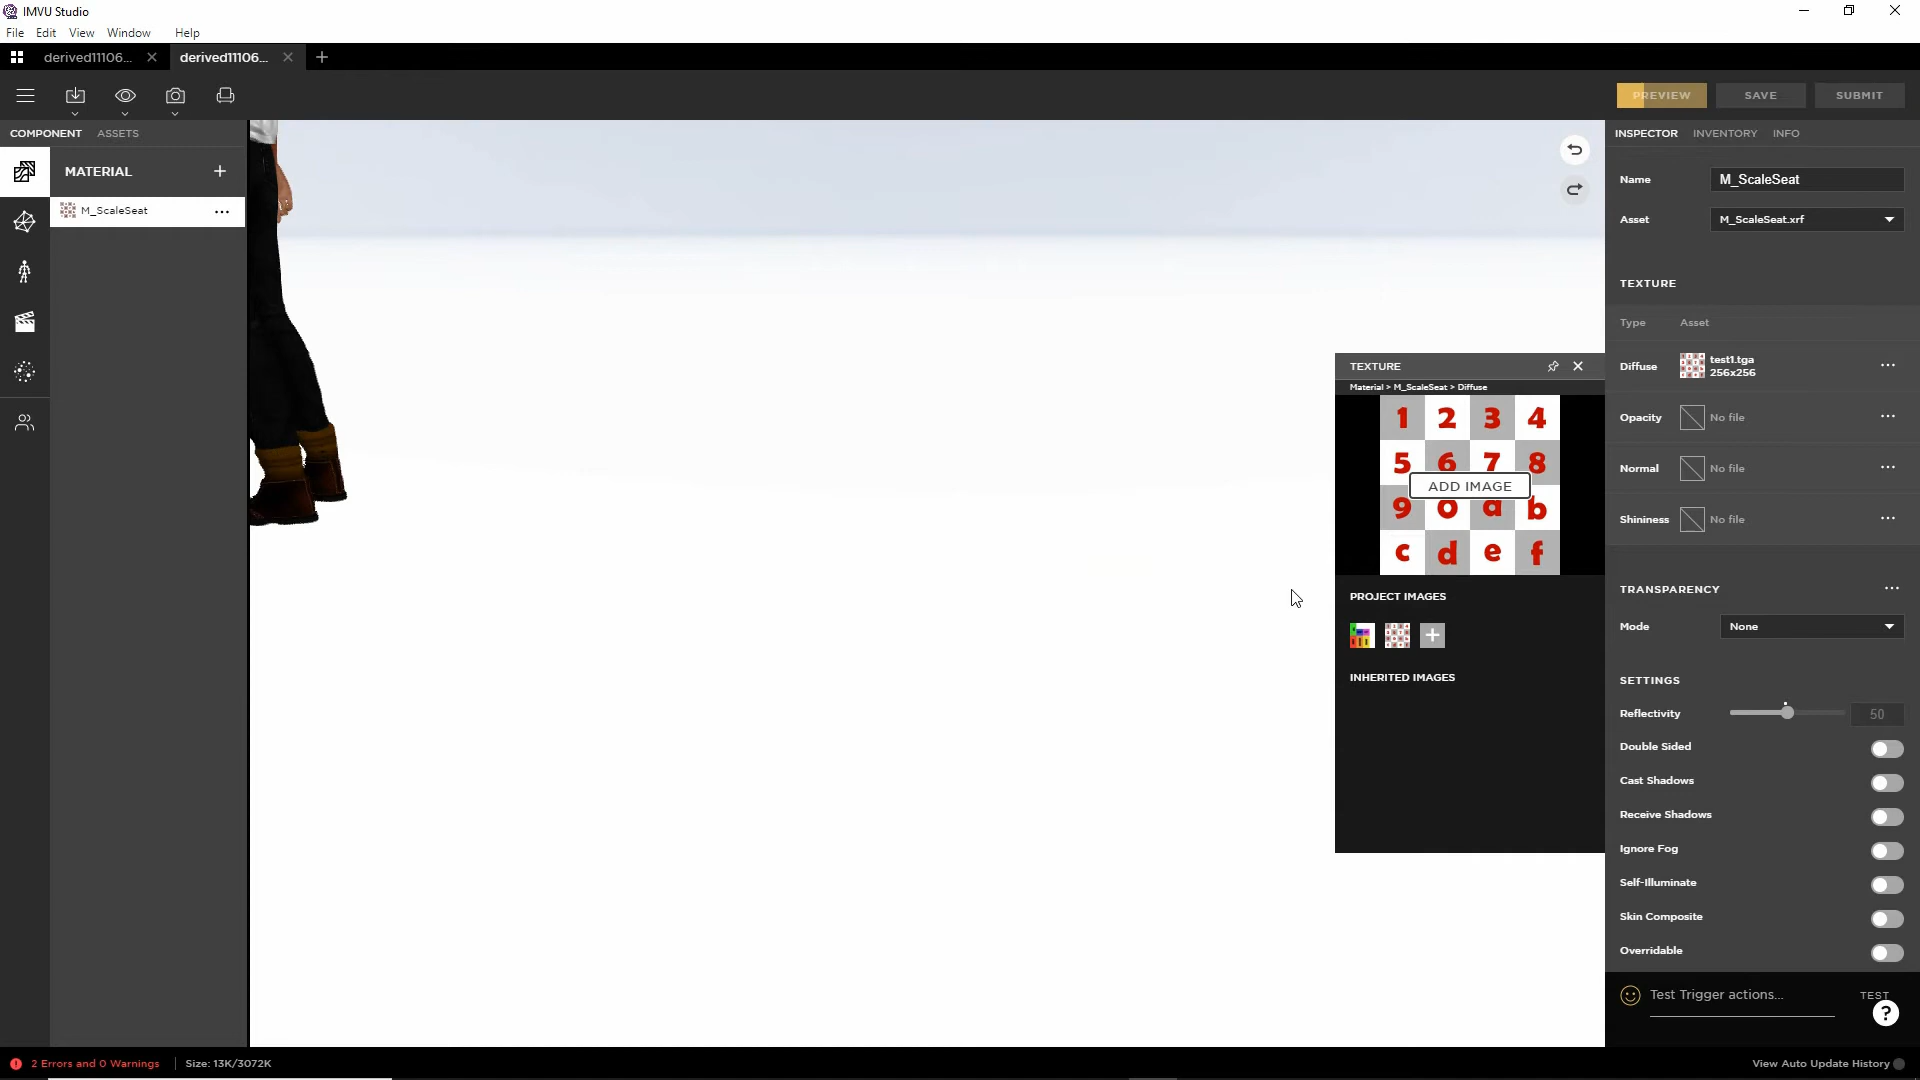 IMVU Studio
File Edit View Window Help
derived11106... derived11106...
PREVIEW SAVE SUBMIT
COMPONENT ASSETS
INSPECTOR INVENTORY INFO
MATERIAL
M_ScaleSeat
Name M_ScaleSeat
Asset M_ScaleSeat.xrf
TEXTURE
Type Asset
Diffuse test1.tga
256x256
Opacity No file
Normal No file
Shininess No file
TRANSPARENCY
Mode None
SETTINGS
Reflectivity 50
Double Sided
Cast Shadows
Receive Shadows
Ignore Fog
Self-Illuminate
Skin Composite
Overridable
TEXTURE
Material > M_ScaleSeat > Diffuse
1 2 3 4
5 6 7 8
ADD IMAGE
9 0 a b
c d e f
PROJECT IMAGES
INHERITED IMAGES
Test Trigger actions... TEST
?
2 Errors and 0 Warnings Size: 13K/3072K View Auto Update History